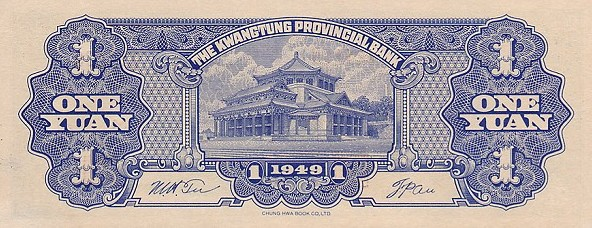 THE KWANGTUNG PROVINCIAL BANK
1
1
ONE
YUAN
ONE
YUAN
1
1
1 1949 1
CHUNG HWA BOOK CO., LTD.